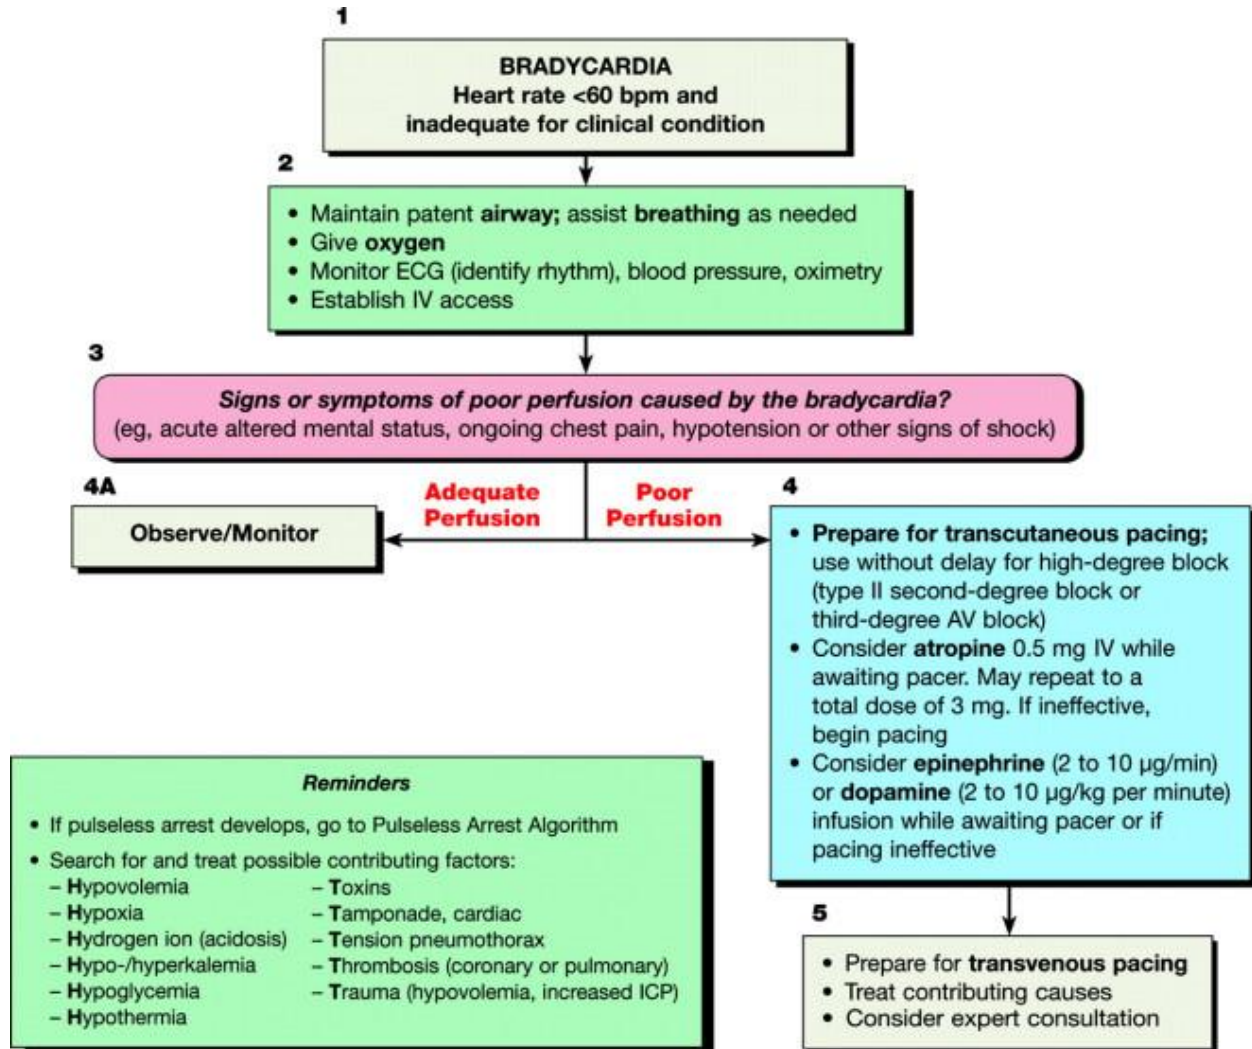 1
BRADYCARDIA
Heart rate <60 bpm and
inadequate for clinical condition
2
• Maintain patent airway; assist breathing as needed
• Give oxygen
• Monitor ECG (identify rhythm), blood pressure, oximetry
• Establish IV access
3
Signs or symptoms of poor perfusion caused by the bradycardia?
(eg, acute altered mental status, ongoing chest pain, hypotension or other signs of shock)
4A
Observe/Monitor
Adequate
Perfusion
Poor
Perfusion
4
• Prepare for transcutaneous pacing;
use without delay for high-degree block
(type II second-degree block or
third-degree AV block)
• Consider atropine 0.5 mg IV while
awaiting pacer. May repeat to a
total dose of 3 mg. If ineffective,
begin pacing
• Consider epinephrine (2 to 10 µg/min)
or dopamine (2 to 10 µg/kg per minute)
infusion while awaiting pacer or if
pacing ineffective
Reminders
• If pulseless arrest develops, go to Pulseless Arrest Algorithm
• Search for and treat possible contributing factors:
– Hypovolemia
– Hypoxia
– Hydrogen ion (acidosis)
– Hypo-/hyperkalemia
– Hypoglycemia
– Hypothermia
– Toxins
– Tamponade, cardiac
– Tension pneumothorax
– Thrombosis (coronary or pulmonary)
– Trauma (hypovolemia, increased ICP)
5
• Prepare for transvenous pacing
• Treat contributing causes
• Consider expert consultation